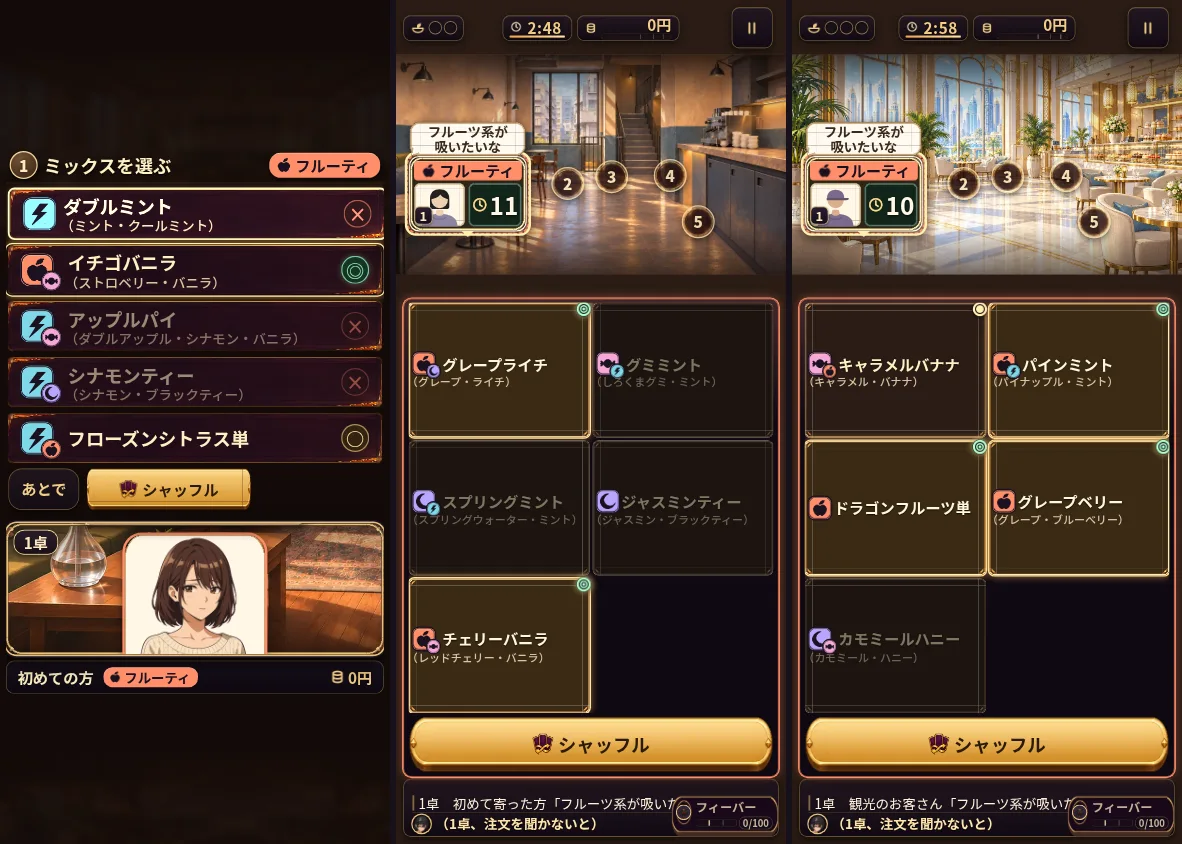 1 ミックスを選ぶ フルーティ
ダブルミント
（ミント・クールミント）
イチゴバニラ
（ストロベリー・バニラ）
アップルパイ
（ダブルアップル・シナモン・バニラ）
シナモンティー
（シナモン・ブラックティー）
フローズンシトラス単
あとで シャッフル
1卓
初めての方 フルーティ 0円
2:48 0円
フルーツ系が
吸いたいな
フルーティ
1 11
2 3 4 5
グレープライチ
（グレープ・ライチ）
グミミント
（しろくまグミ・ミント）
スプリングミント
（スプリングウォーター・ミント）
ジャスミンティー
（ジャスミン・ブラックティー）
チェリーバニラ
（レッドチェリー・バニラ）
シャッフル
1卓 初めて寄った方「フルーツ系が吸いた
（1卓、注文を聞かないと）
フィーバー
0/100
2:58 0円
フルーツ系が
吸いたいな
フルーティ
1 10
2 3 4 5
キャラメルバナナ
（キャラメル・バナナ）
パインミント
（パイナップル・ミント）
ドラゴンフルーツ単
グレープベリー
（グレープ・ブルーベリー）
カモミールハニー
（カモミール・ハニー）
シャッフル
1卓 観光のお客さん「フルーツ系が吸いた
（1卓、注文を聞かないと）
フィーバー
0/100